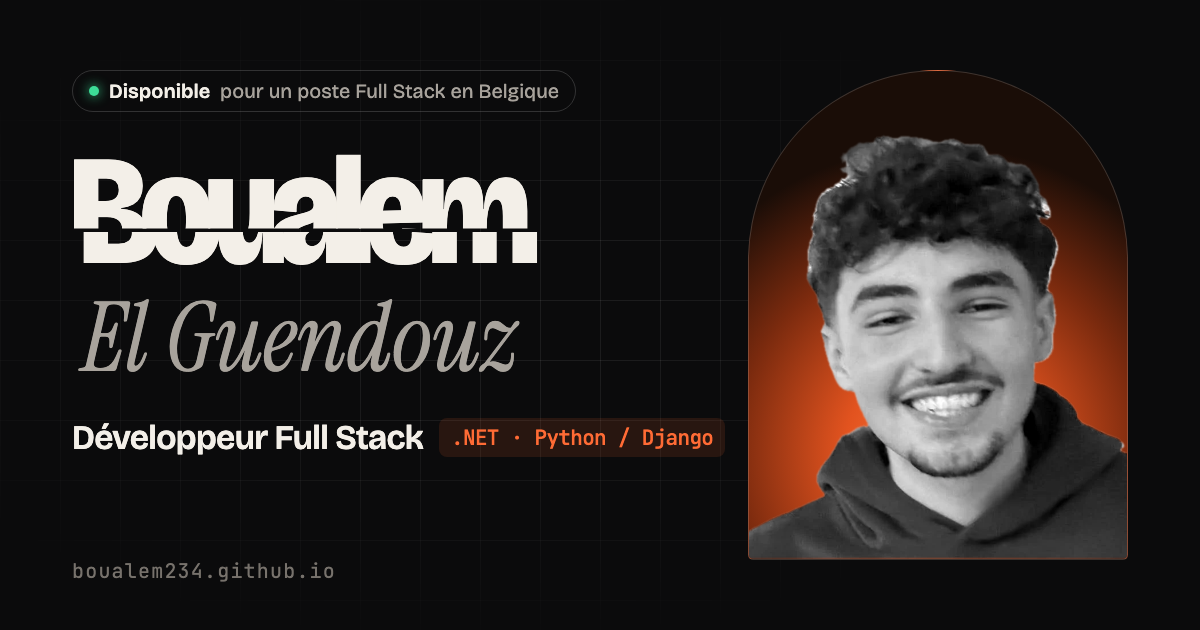 Disponible pour un poste Full Stack en Belgique
Boualem
El Guendouz
Développeur Full Stack .NET · Python / Django
boualem234.github.io